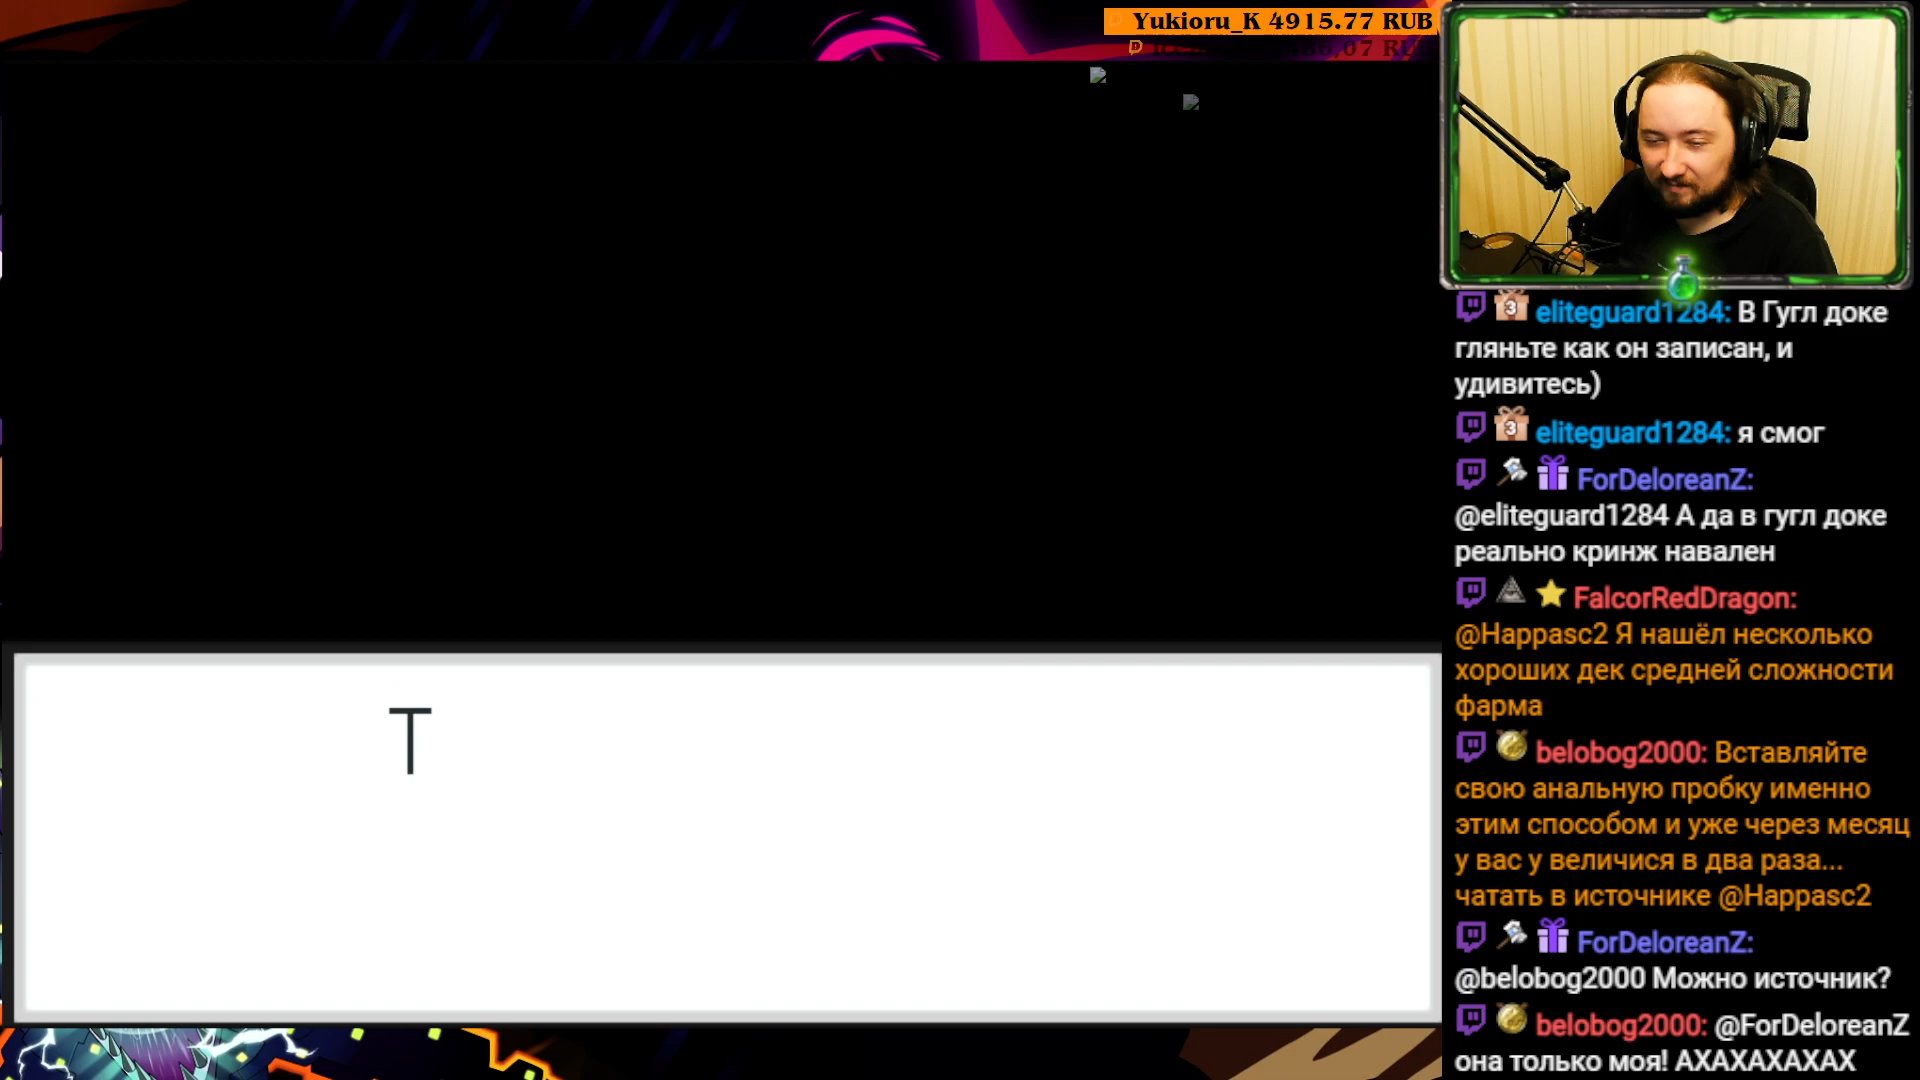 Yukioru_K 4915.77 RUB
T
eliteguard1284: В Гугл доке
гляньте как он записан, и
удивитесь)
eliteguard1284: я смог
ForDeloreanZ:
@eliteguard1284 А да в гугл доке
реально кринж навален
FalcorRedDragon:
@Happasc2 Я нашёл несколько
хороших дек средней сложности
фарма
belobog2000: Вставляйте
свою анальную пробку именно
этим способом и уже через месяц
у вас у величися в два раза...
чатать в источнике @Happasc2
ForDeloreanZ:
@belobog2000 Можно источник?
belobog2000: @ForDeloreanZ
она только моя! АХАХАХАХАХ